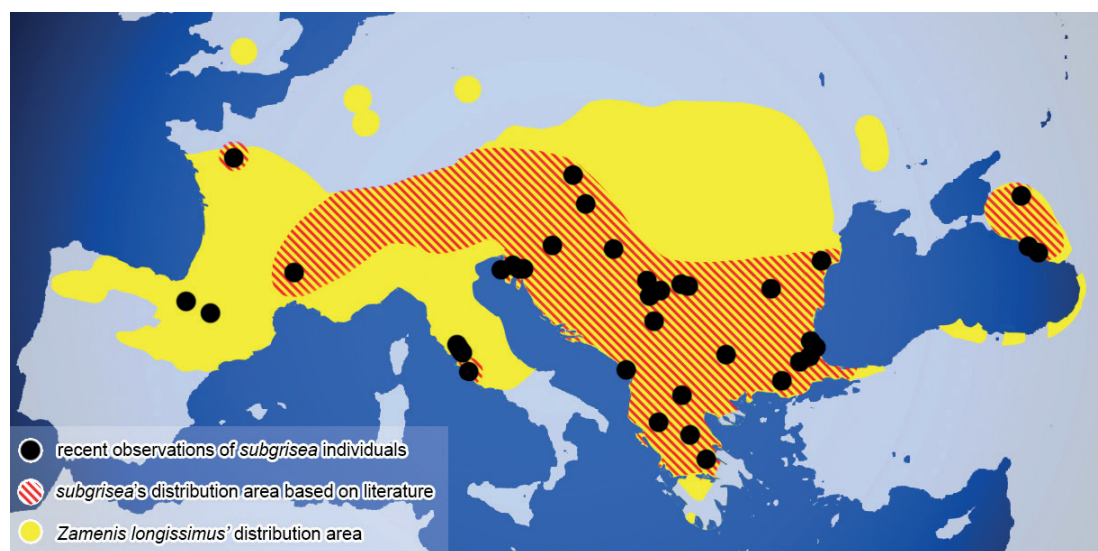 recent observations of subgrisea individuals
subgrisea's distribution area based on literature
Zamenis longissimus' distribution area